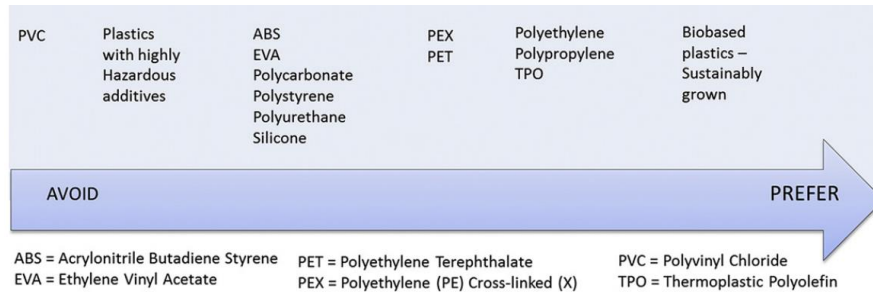 PVC
Plastics
with highly
Hazardous
additives
ABS
EVA
Polycarbonate
Polystyrene
Polyurethane
Silicone
PEX
PET
Polyethylene
Polypropylene
TPO
Biobased
plastics –
Sustainably
grown
AVOID
PREFER
ABS = Acrylonitrile Butadiene Styrene
EVA = Ethylene Vinyl Acetate
PET = Polyethylene Terephthalate
PEX = Polyethylene (PE) Cross-linked (X)
PVC = Polyvinyl Chloride
TPO = Thermoplastic Polyolefin